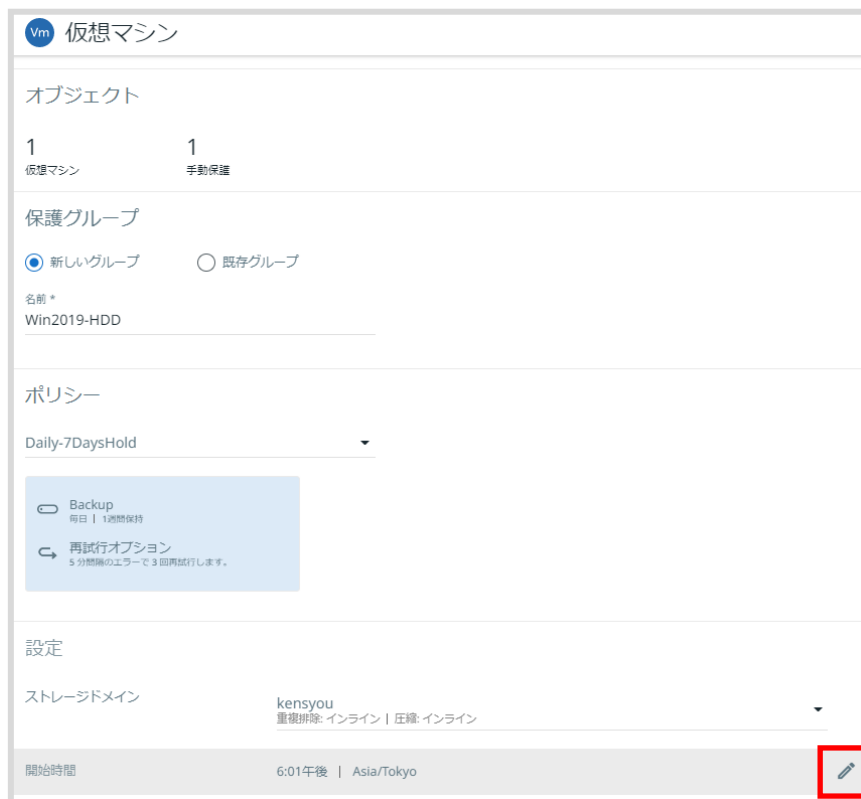 Vm 仮想マシン
オブジェクト
1 1
仮想マシン 手動保護
保護グループ
新しいグループ 既存グループ
名前 *
Win2019-HDD
ポリシー
Daily-7DaysHold
Backup
毎日 | 1週間保持
再試行オプション
5 分間隔のエラーで 3 回再試行します。
設定
ストレージドメイン kensyou
重複排除: インライン | 圧縮: インライン
開始時間 6:01午後 | Asia/Tokyo